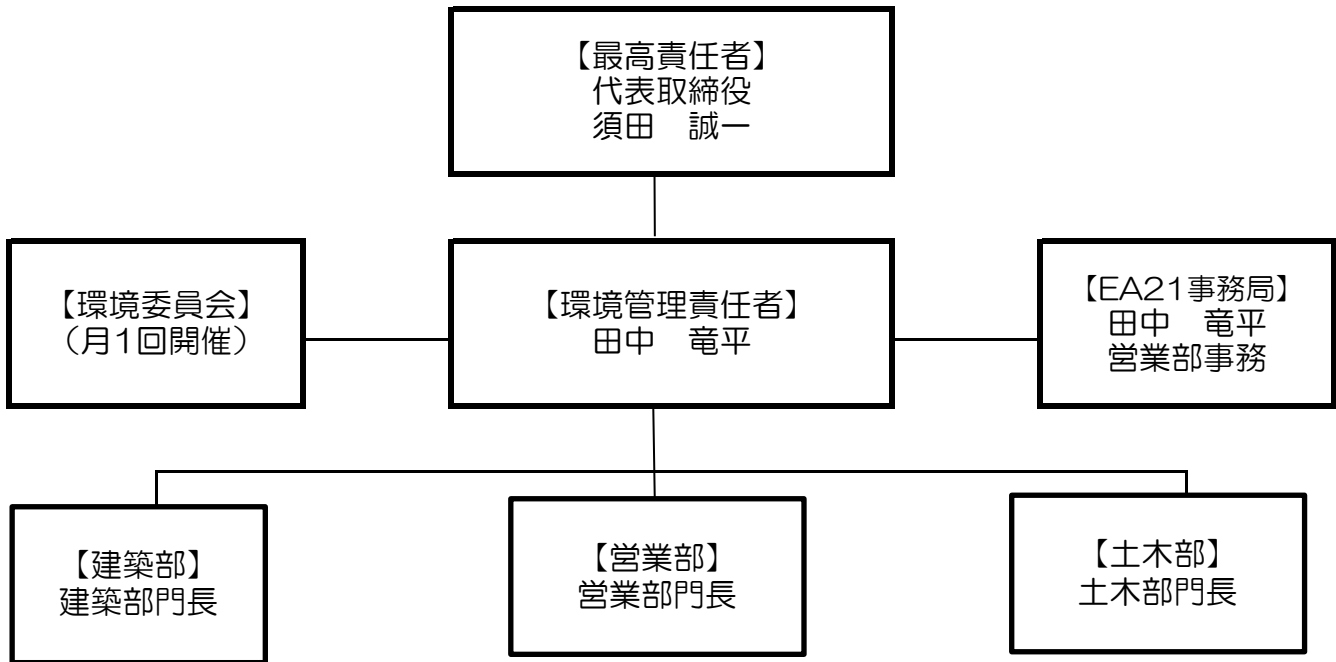 【最高責任者】
代表取締役
須田　誠一
【環境委員会】
（月1回開催）
【環境管理責任者】
田中　竜平
【EA21事務局】
田中　竜平
営業部事務
【建築部】
建築部門長
【営業部】
営業部門長
【土木部】
土木部門長